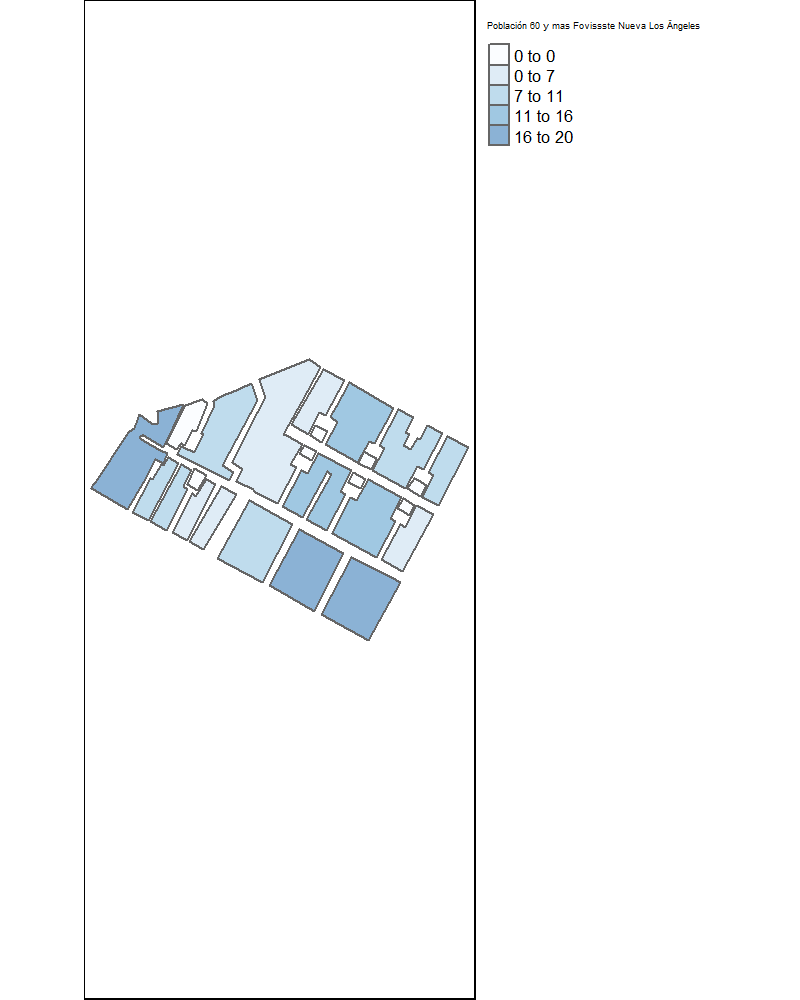 Población 60 y mas Fovissste Nueva Los Ángeles
0 to 0
0 to 7
7 to 11
11 to 16
16 to 20